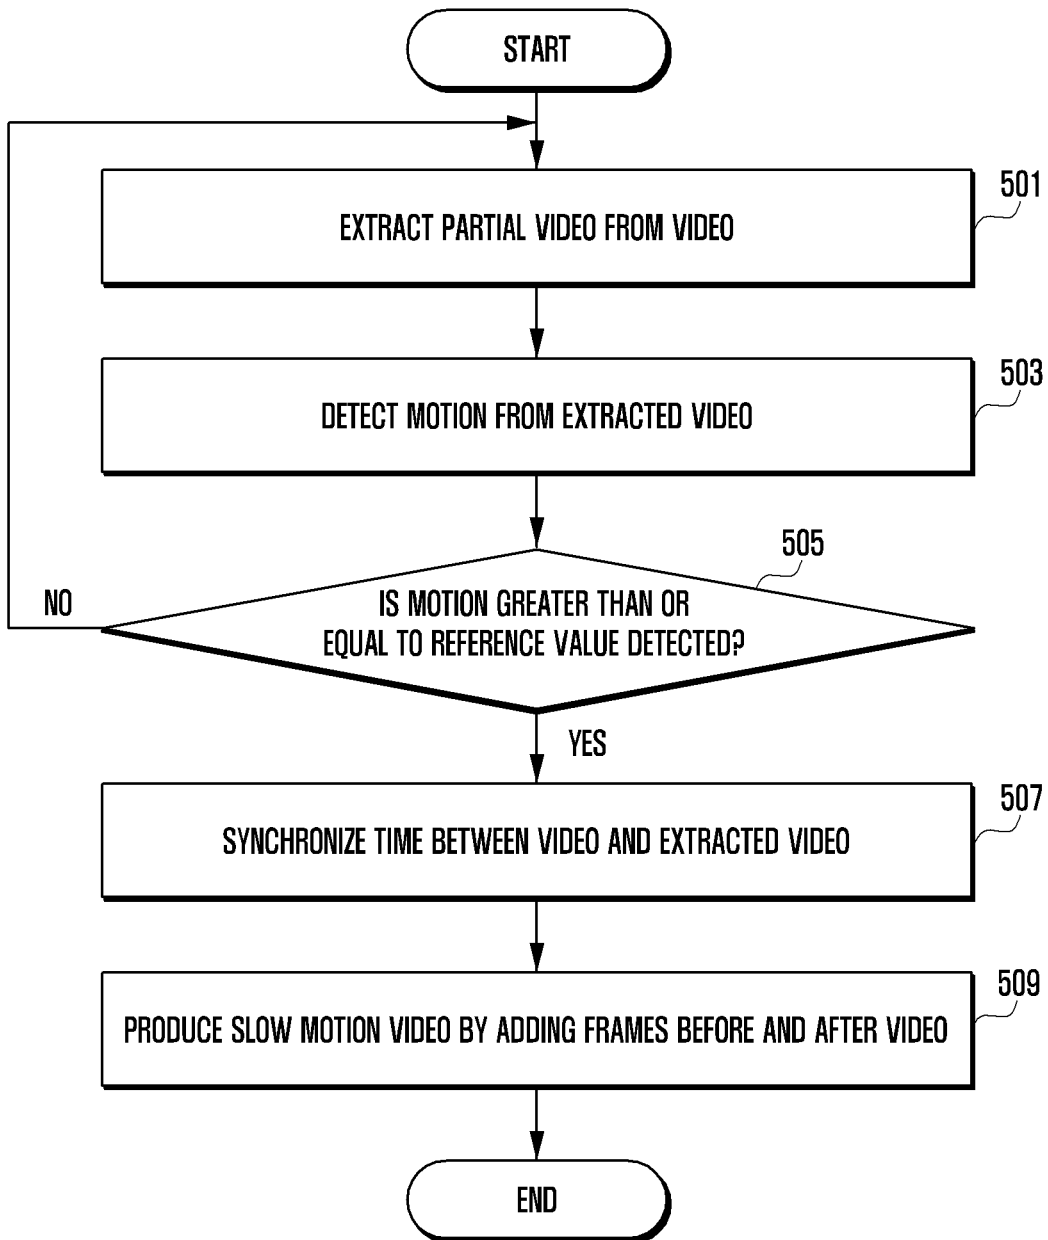 START
501
EXTRACT PARTIAL VIDEO FROM VIDEO
503
DETECT MOTION FROM EXTRACTED VIDEO
505
NO
IS MOTION GREATER THAN OR
EQUAL TO REFERENCE VALUE DETECTED?
YES
507
SYNCHRONIZE TIME BETWEEN VIDEO AND EXTRACTED VIDEO
509
PRODUCE SLOW MOTION VIDEO BY ADDING FRAMES BEFORE AND AFTER VIDEO
END